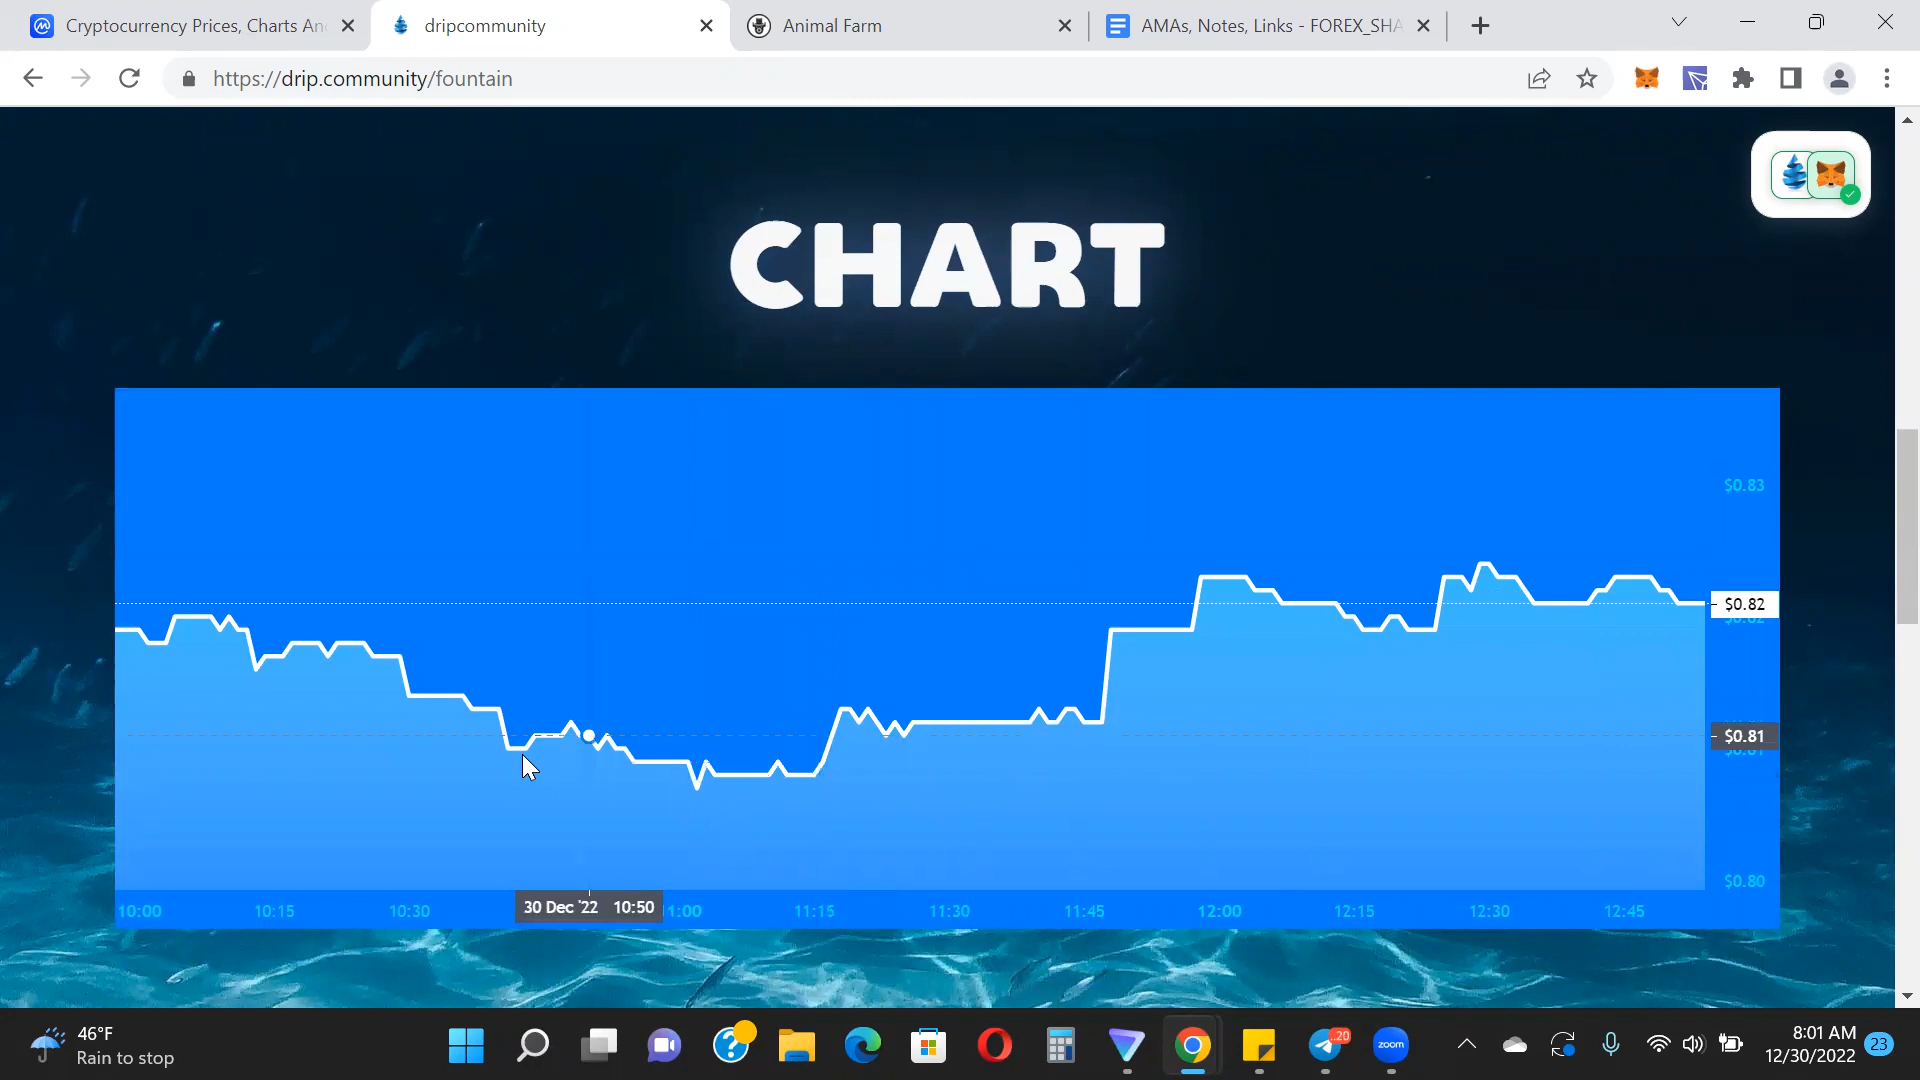 Cryptocurrency Prices, Charts An
dripcommunity
Animal Farm
AMAs, Notes, Links - FOREX_SHA
https://drip.community/fountain
CHART
$0.83
$0.82
$0.81
$0.80
10:00
10:15
10:30
30 Dec '22 10:50
1:00
11:15
11:30
11:45
12:00
12:15
12:30
12:45
46°F
Rain to stop
..20
zoom
8:01 AM
12/30/2022
23